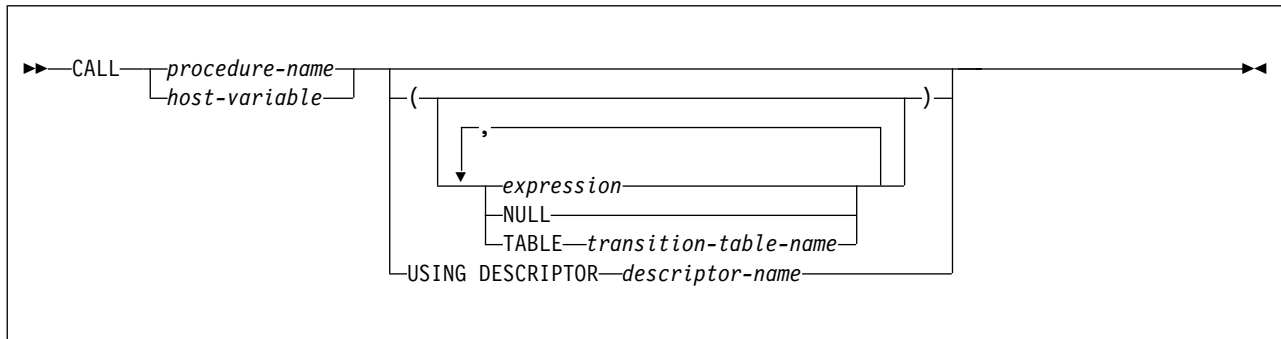 CALL procedure-name
host-variable
( )
,
expression
NULL
TABLE transition-table-name
USING DESCRIPTOR descriptor-name